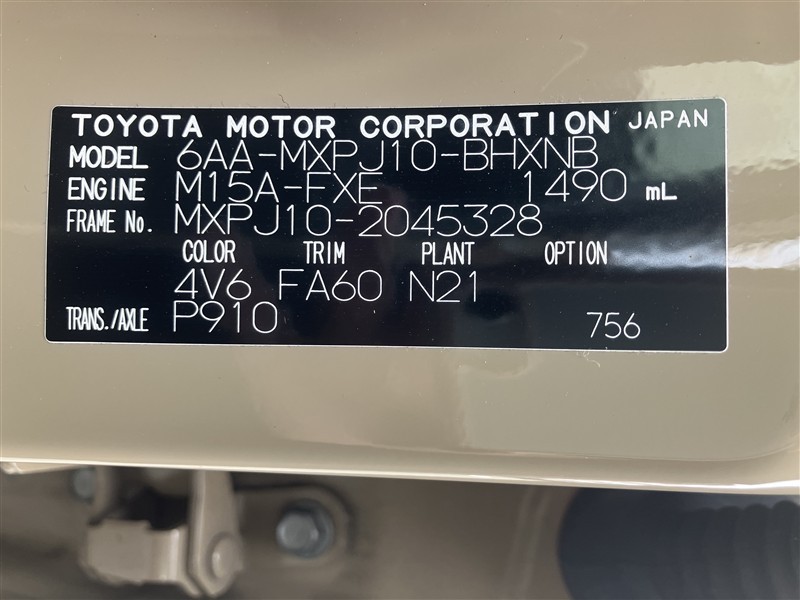 TOYOTA MOTOR CORPORATION JAPAN
MODEL 6AA-MXPJ10-BHXNB
ENGINE M15A-FXE 1490 mL
FRAME No. MXPJ10-2045328
COLOR TRIM PLANT OPTION
4V6 FA60 N21
TRANS./AXLE P910 756